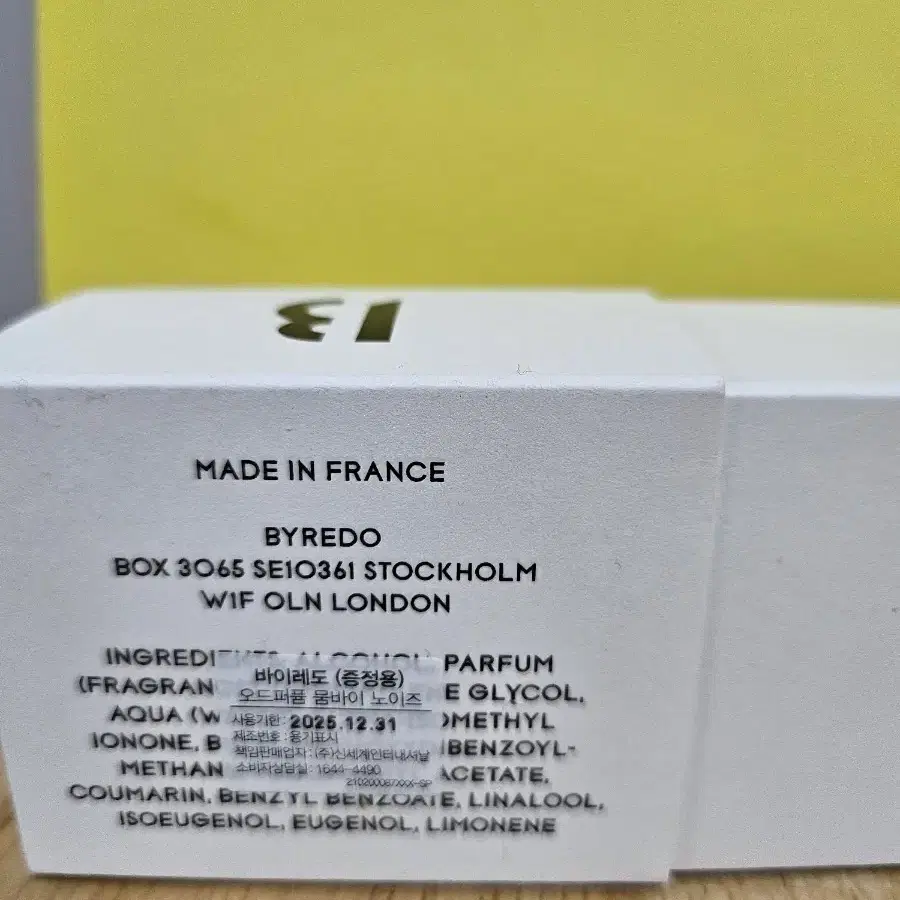 MADE IN FRANCE
BYREDO
BOX 3065 SE10361 STOCKHOLM
W1F OLN LONDON
INGREDIENTS ALCOHOL PARFUM
(FRAGRAN E GLYCOL,
AQUA (W OMETHYL
IONONE, B IBENZOYL-
METHAN ACETATE,
COUMARIN, BENZYL BENZOATE, LINALOOL,
ISOEUGENOL, EUGENOL, LIMONENE
바이레도 (증정용)
오드퍼퓸 뭄바이 노이즈
사용기한: 2025.12.31
제조번호 : 용기표시
책임판매업자 : (주)신세계인터내셔날
소비자상담실: 1644-4490